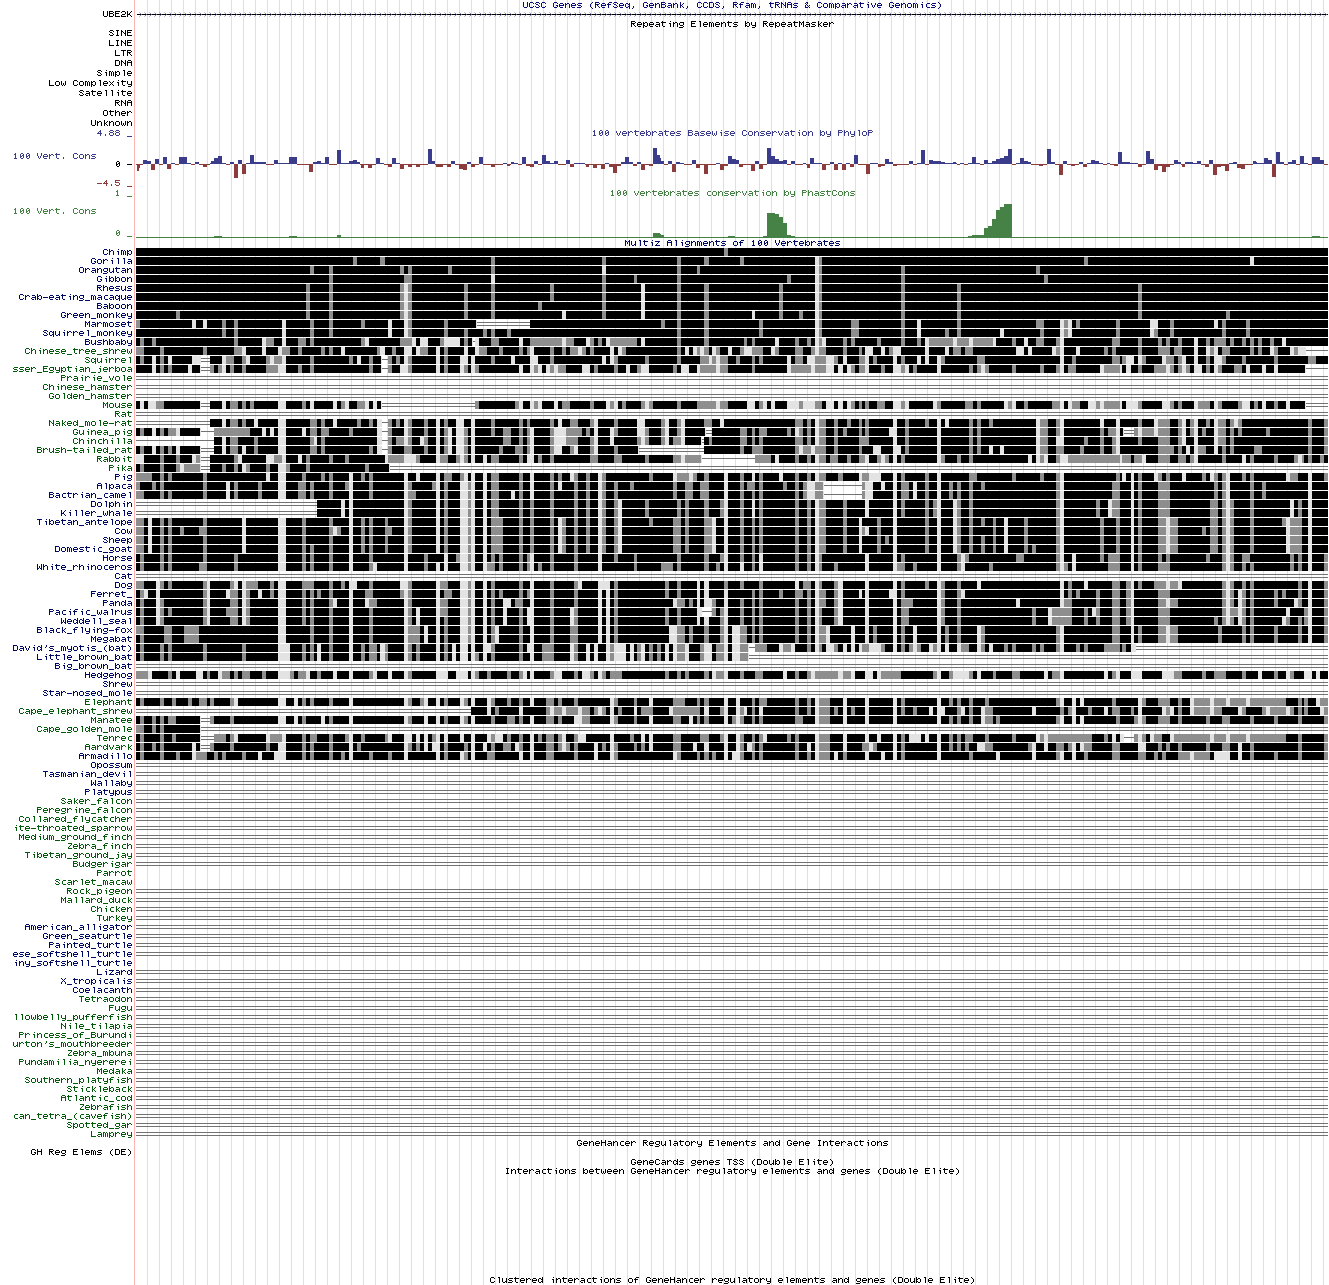 UCSC Genes (RefSeq, GenBank, CCDS, Rfam, tRNAs & Comparative Genomics)
UBE2K
Repeating Elements by RepeatMasker
SINE
LINE
LTR
DNA
Simple
Low Complexity
Satellite
RNA
Other
Unknown
4.88 _
100 vertebrates Basewise Conservation by PhyloP
100 Vert. Cons
0 _
-4.5 _
100 vertebrates conservation by PhastCons
1 _
100 Vert. Cons
0 _
Multiz Alignments of 100 Vertebrates
Chimp
Gorilla
Orangutan
Gibbon
Rhesus
Crab-eating_macaque
Baboon
Green_monkey
Marmoset
Squirrel_monkey
Bushbaby
Chinese_tree_shrew
Squirrel
sser_Egyptian_jerboa
Prairie_vole
Chinese_hamster
Golden_hamster
Mouse
Rat
Naked_mole-rat
Guinea_pig
Chinchilla
Brush-tailed_rat
Rabbit
Pika
Pig
Alpaca
Bactrian_camel
Dolphin
Killer_whale
Tibetan_antelope
Cow
Sheep
Domestic_goat
Horse
White_rhinoceros
Cat
Dog
Ferret_
Panda
Pacific_walrus
Weddell_seal
Black_flying-fox
Megabat
David's_myotis_(bat)
Little_brown_bat
Big_brown_bat
Hedgehog
Shrew
Star-nosed_mole
Elephant
Cape_elephant_shrew
Manatee
Cape_golden_mole
Tenrec
Aardvark
Armadillo
Opossum
Tasmanian_devil
Wallaby
Platypus
Saker_falcon
Peregrine_falcon
Collared_flycatcher
ite-throated_sparrow
Medium_ground_finch
Zebra_finch
Tibetan_ground_jay
Budgerigar
Parrot
Scarlet_macaw
Rock_pigeon
Mallard_duck
Chicken
Turkey
American_alligator
Green_seaturtle
Painted_turtle
ese_softshell_turtle
iny_softshell_turtle
Lizard
X_tropicalis
Coelacanth
Tetraodon
Fugu
llowbelly_pufferfish
Nile_tilapia
Princess_of_Burundi
urton's_mouthbreeder
Zebra_mbuna
Pundamilia_nyererei
Medaka
Southern_platyfish
Stickleback
Atlantic_cod
Zebrafish
can_tetra_(cavefish)
Spotted_gar
Lamprey
GeneHancer Regulatory Elements and Gene Interactions
GH Reg Elems (DE)
GeneCards genes TSS (Double Elite)
Interactions between GeneHancer regulatory elements and genes (Double Elite)
Clustered interactions of GeneHancer regulatory elements and genes (Double Elite)